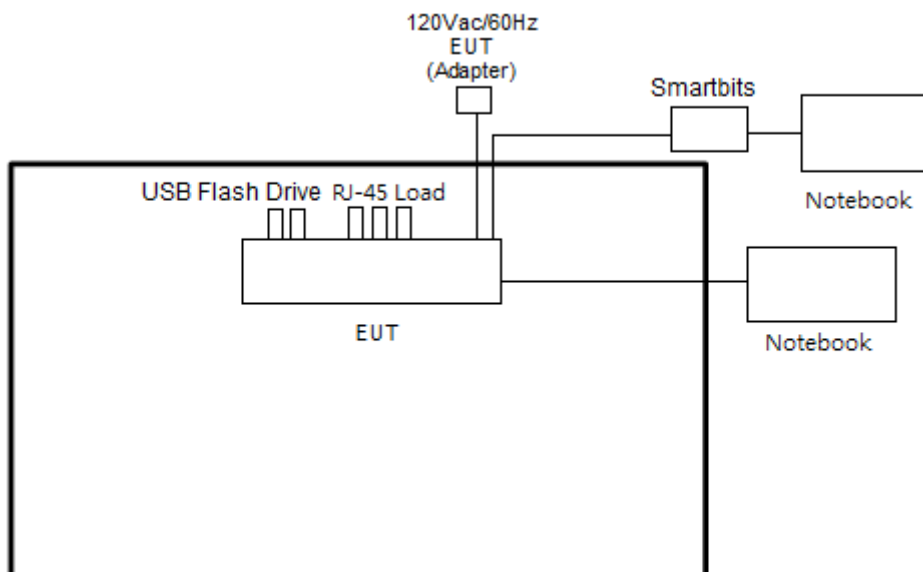 120Vac/60Hz
EUT
(Adapter)
Smartbits
Notebook
USB Flash Drive RJ-45 Load
EUT
Notebook